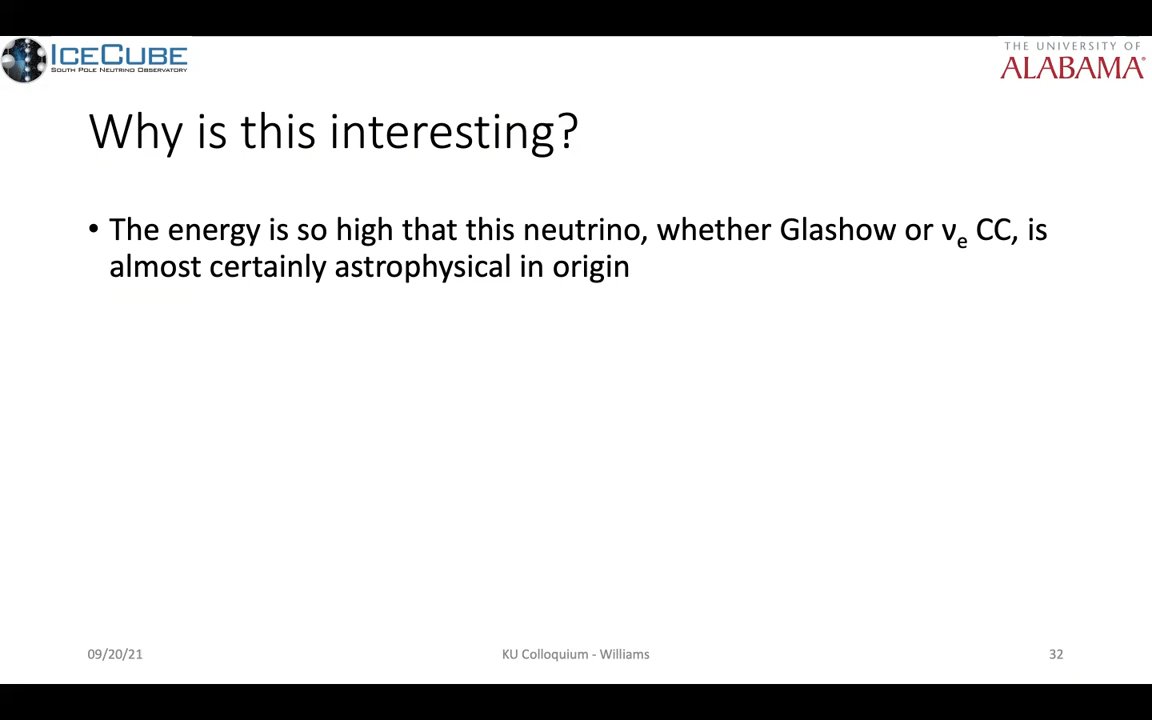 ICECUBE
SOUTH POLE NEUTRINO OBSERVATORY
THE UNIVERSITY OF
ALABAMA®
Why is this interesting?
• The energy is so high that this neutrino, whether Glashow or νe CC, is
almost certainly astrophysical in origin
09/20/21
KU Colloquium - Williams
32